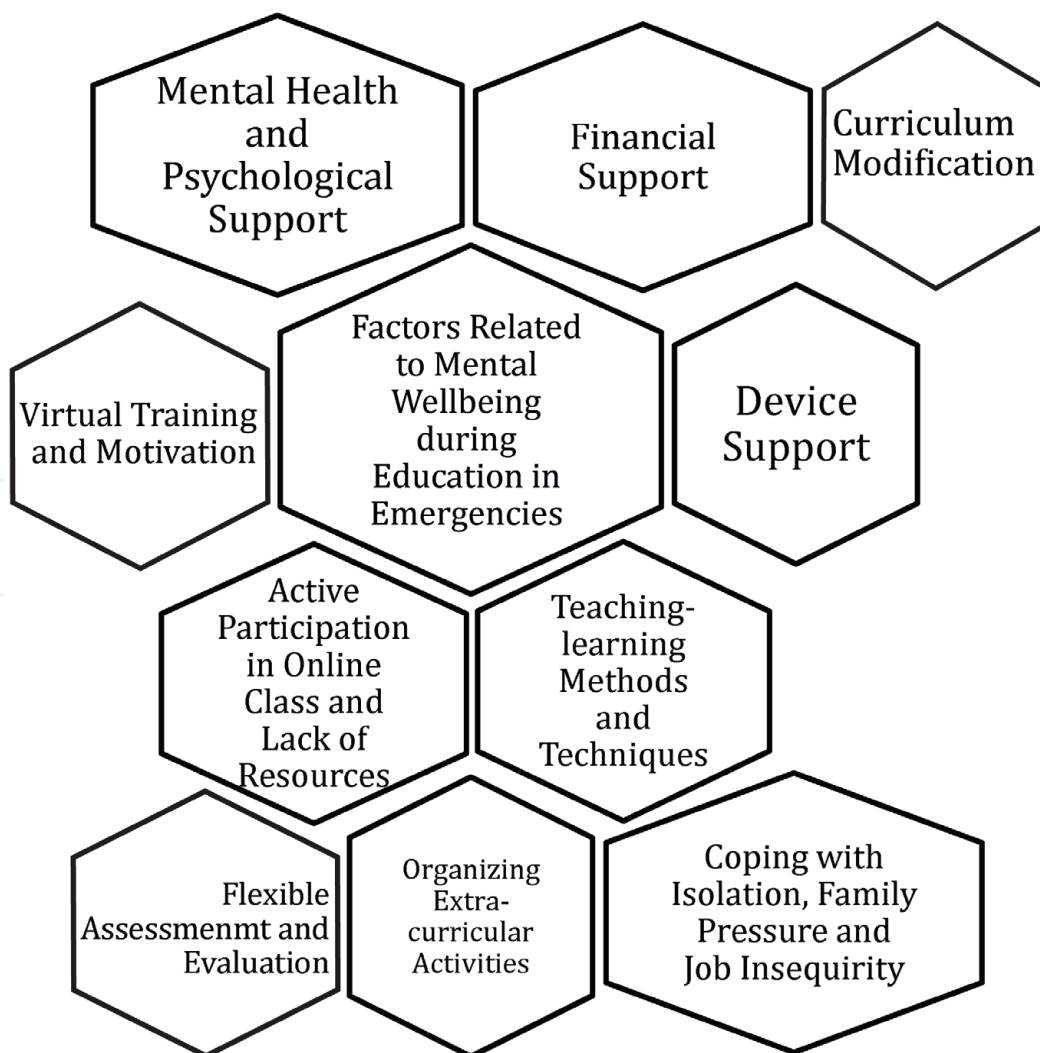 Mental Health
and
Psychological
Support
Financial
Support
Curriculum
Modification
Virtual Training
and Motivation
Factors Related
to Mental
Wellbeing
during
Education in
Emergencies
Device
Support
Active
Participation
in Online
Class and
Lack of
Resources
Teaching-
learning
Methods
and
Techniques
Flexible
Assessmenmt and
Evaluation
Organizing
Extra-
curricular
Activities
Coping with
Isolation, Family
Pressure and
Job Insequirity